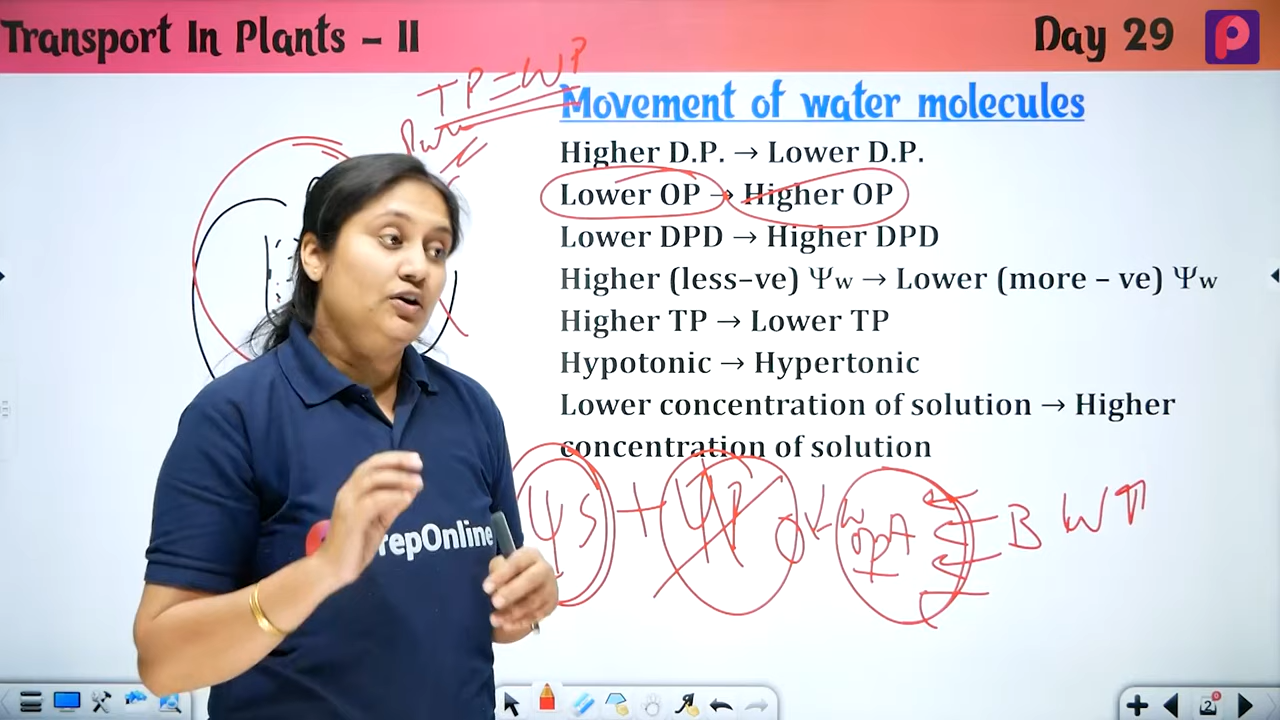 Transport In Plants – II
Day 29
TP = WP
Movement of water molecules
Higher D.P. → Lower D.P.
Lower OP → Higher OP
Lower DPD → Higher DPD
Higher (less–ve) Ψw → Lower (more – ve) Ψw
Higher TP → Lower TP
Hypotonic → Hypertonic
Lower concentration of solution → Higher
concentration of solution
ΨS + ΨP
B
repOnline
2